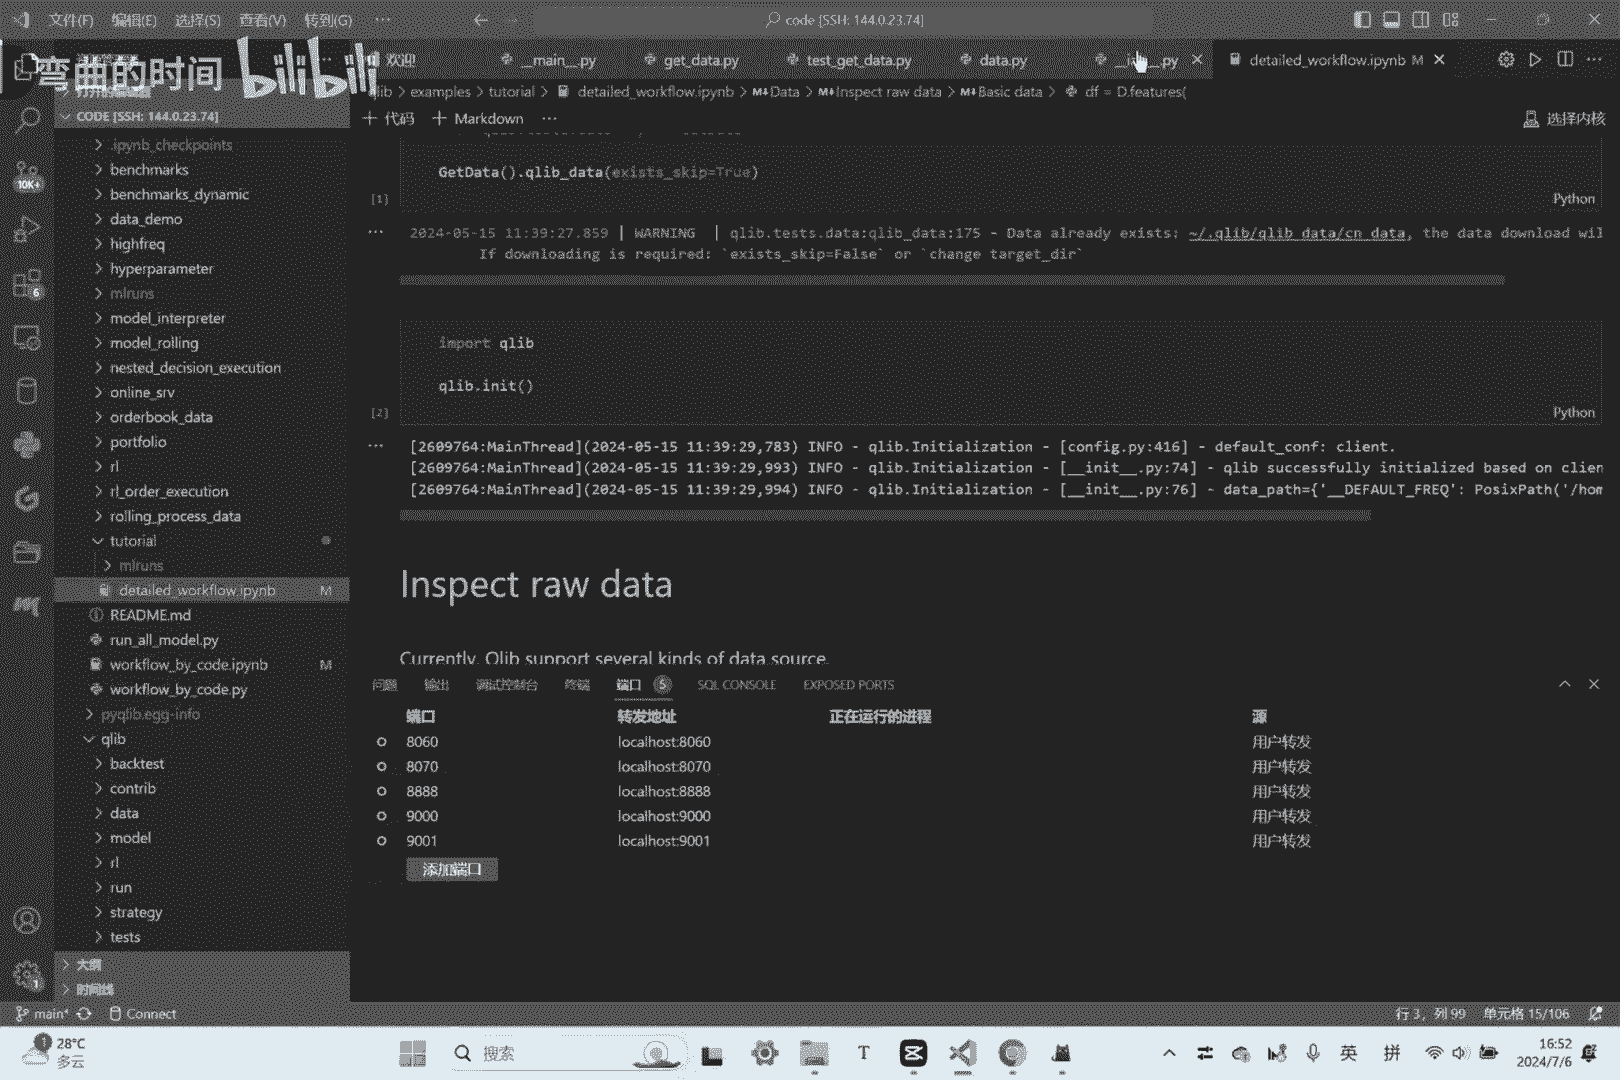 文件(F) 编辑(E) 选择(S) 查看(V) 转到(G) ···
code [SSH: 144.0.23.74]
弯曲的时间 bilibili
欢迎
__main__.py
get_data.py
test_get_data.py
data.py
detailed_workflow.ipynb M
qlib > examples > tutorial > detailed_workflow.ipynb > M↓Data > M↓Inspect raw data > M↓Basic data > df = D.features(
+ 代码 + Markdown ···
选择内核
CODE [SSH: 144.0.23.74]
.ipynb_checkpoints
benchmarks
benchmarks_dynamic
data_demo
highfreq
hyperparameter
mlruns
model_interpreter
model_rolling
nested_decision_execution
online_srv
orderbook_data
portfolio
rl
rl_order_execution
rolling_process_data
tutorial
mlruns
detailed_workflow.ipynb M
README.md
run_all_model.py
workflow_by_code.ipynb M
workflow_by_code.py
pyqlib.egg-info
qlib
backtest
contrib
data
model
rl
run
strategy
tests
大纲
时间线
10K+
6
1
GetData().qlib_data(exists_skip=True)
[1]
Python
2024-05-15 11:39:27.859 | WARNING | qlib.tests.data:qlib_data:175 - Data already exists: ~/.qlib/qlib_data/cn_data, the data download wil
If downloading is required: `exists_skip=False` or `change target_dir`
import qlib
qlib.init()
[2]
Python
[2609764:MainThread](2024-05-15 11:39:29,783) INFO - qlib.Initialization - [config.py:416] - default_conf: client.
[2609764:MainThread](2024-05-15 11:39:29,993) INFO - qlib.Initialization - [__init__.py:74] - qlib successfully initialized based on clien
[2609764:MainThread](2024-05-15 11:39:29,994) INFO - qlib.Initialization - [__init__.py:76] - data_path={'__DEFAULT_FREQ': PosixPath('/hom
Inspect raw data
Currently, Qlib support several kinds of data source.
问题 输出 调试控制台 终端 端口 5 SQL CONSOLE EXPOSED PORTS
端口 转发地址 正在运行的进程 源
8060 localhost:8060 用户转发
8070 localhost:8070 用户转发
8888 localhost:8888 用户转发
9000 localhost:9000 用户转发
9001 localhost:9001 用户转发
添加端口
main* Connect
行 3，列 99 单元格 15/106
1
28°C
多云
搜索
英 拼
16:52
2024/7/6